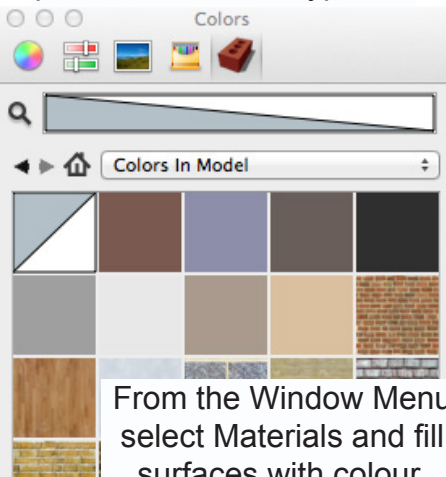 Colors
Colors In Model
From the Window Menu
select Materials and fill
surfaces with colour